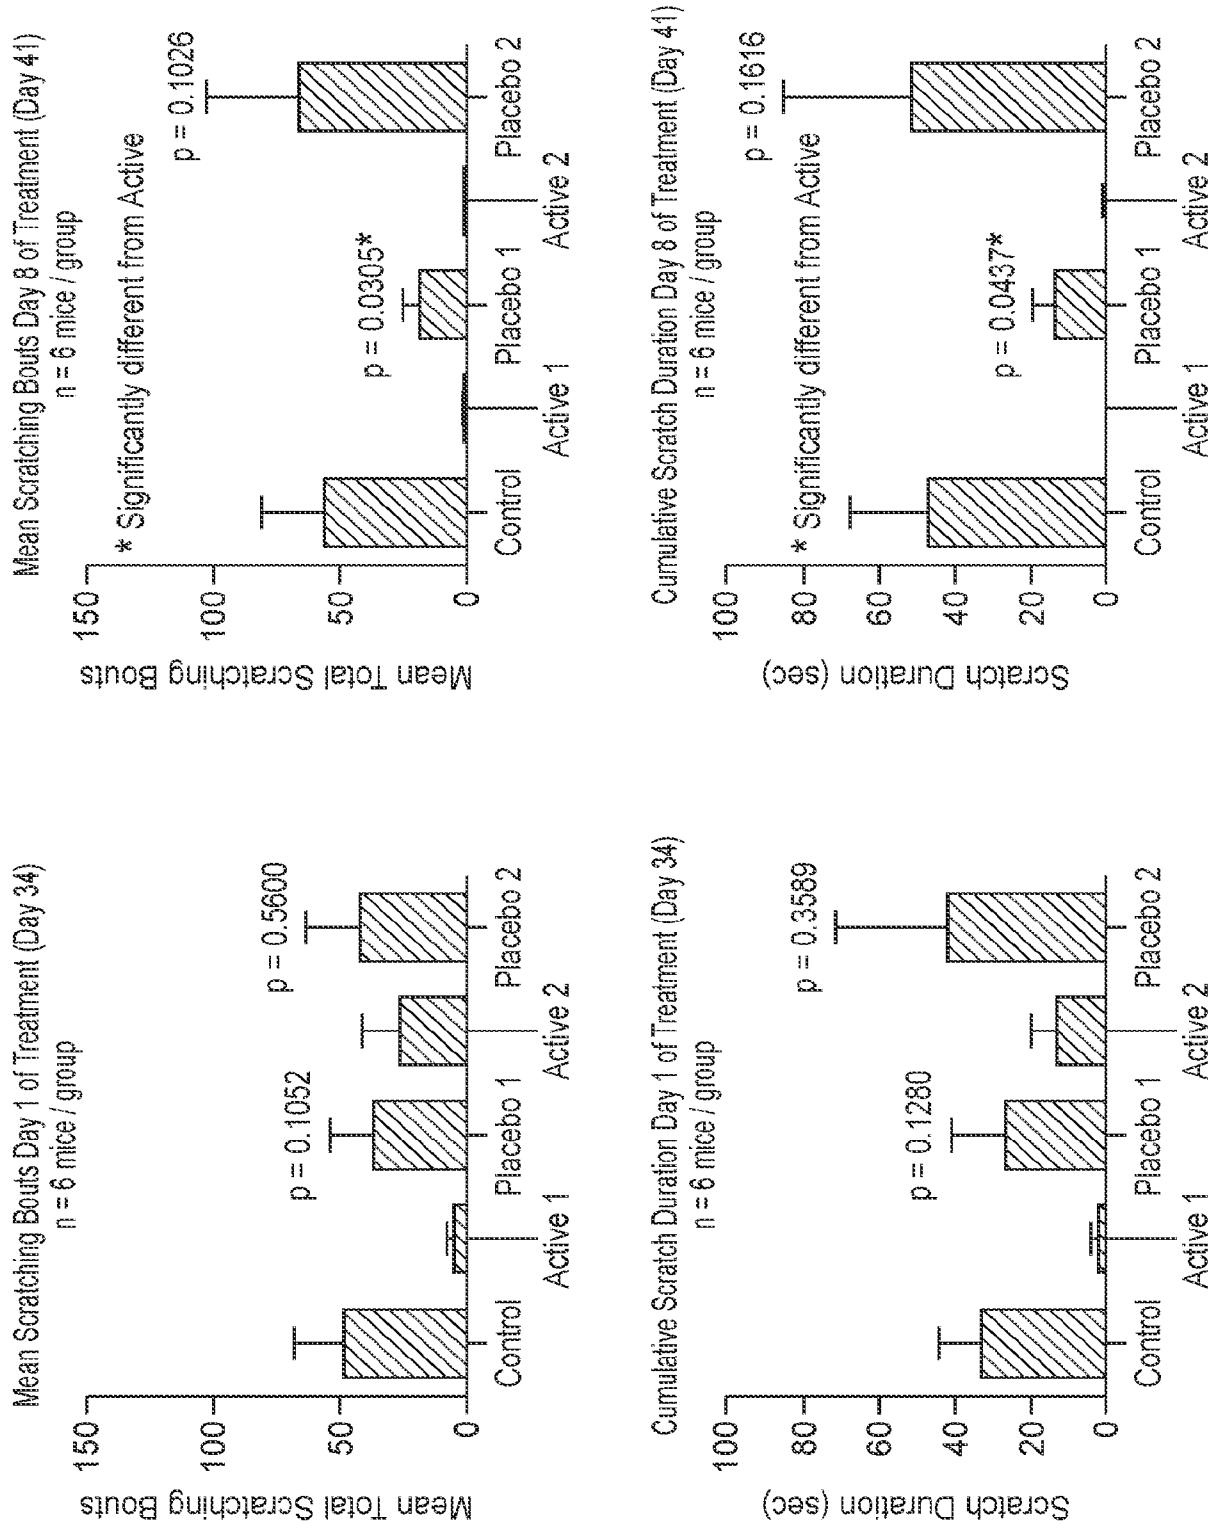 Mean Scratching Bouts Day 1 of Treatment (Day 34)
n = 6 mice / group
Mean Total Scratching Bouts
150
100
50
0
p = 0.1052
p = 0.5600
Control
Active 1
Placebo 1
Active 2
Placebo 2
Mean Scratching Bouts Day 8 of Treatment (Day 41)
n = 6 mice / group
* Significantly different from Active
Mean Total Scratching Bouts
150
100
50
0
p = 0.0305*
p = 0.1026
Control
Active 1
Placebo 1
Active 2
Placebo 2
Cumulative Scratch Duration Day 1 of Treatment (Day 34)
n = 6 mice / group
Scratch Duration (sec)
100
80
60
40
20
0
p = 0.1280
p = 0.3589
Control
Active 1
Placebo 1
Active 2
Placebo 2
Cumulative Scratch Duration Day 8 of Treatment (Day 41)
n = 6 mice / group
* Significantly different from Active
Scratch Duration (sec)
100
80
60
40
20
0
p = 0.0437*
p = 0.1616
Control
Active 1
Placebo 1
Active 2
Placebo 2